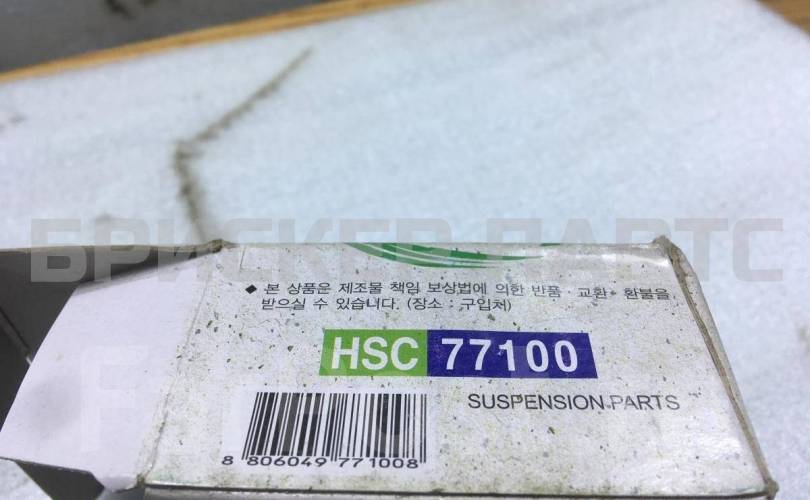 БРИСКЕР ПАРТС
◆ 본 상품은 제조물 책임 보상법에 의한 반품 · 교환 · 환불을
받으실 수 있습니다. (장소 : 구입처)
HSC 77100
SUSPENSION PARTS
8 806049 771008